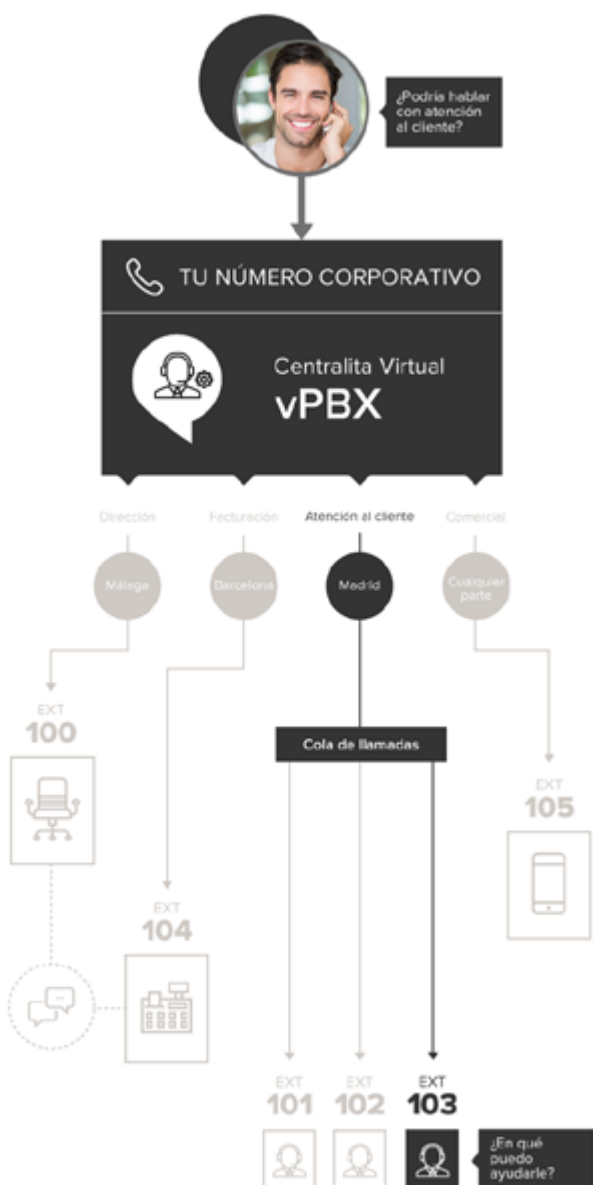 ¿Podría hablar
con atención
al cliente?
TU NÚMERO CORPORATIVO
Centralita Virtual
vPBX
Dirección
Facturación
Atención al cliente
Comercial
Málaga
Barcelona
Madrid
Cualquier
parte
EXT
100
Cola de llamadas
EXT
105
EXT
104
EXT
101
EXT
102
EXT
103
¿En qué
puedo
ayudarle?